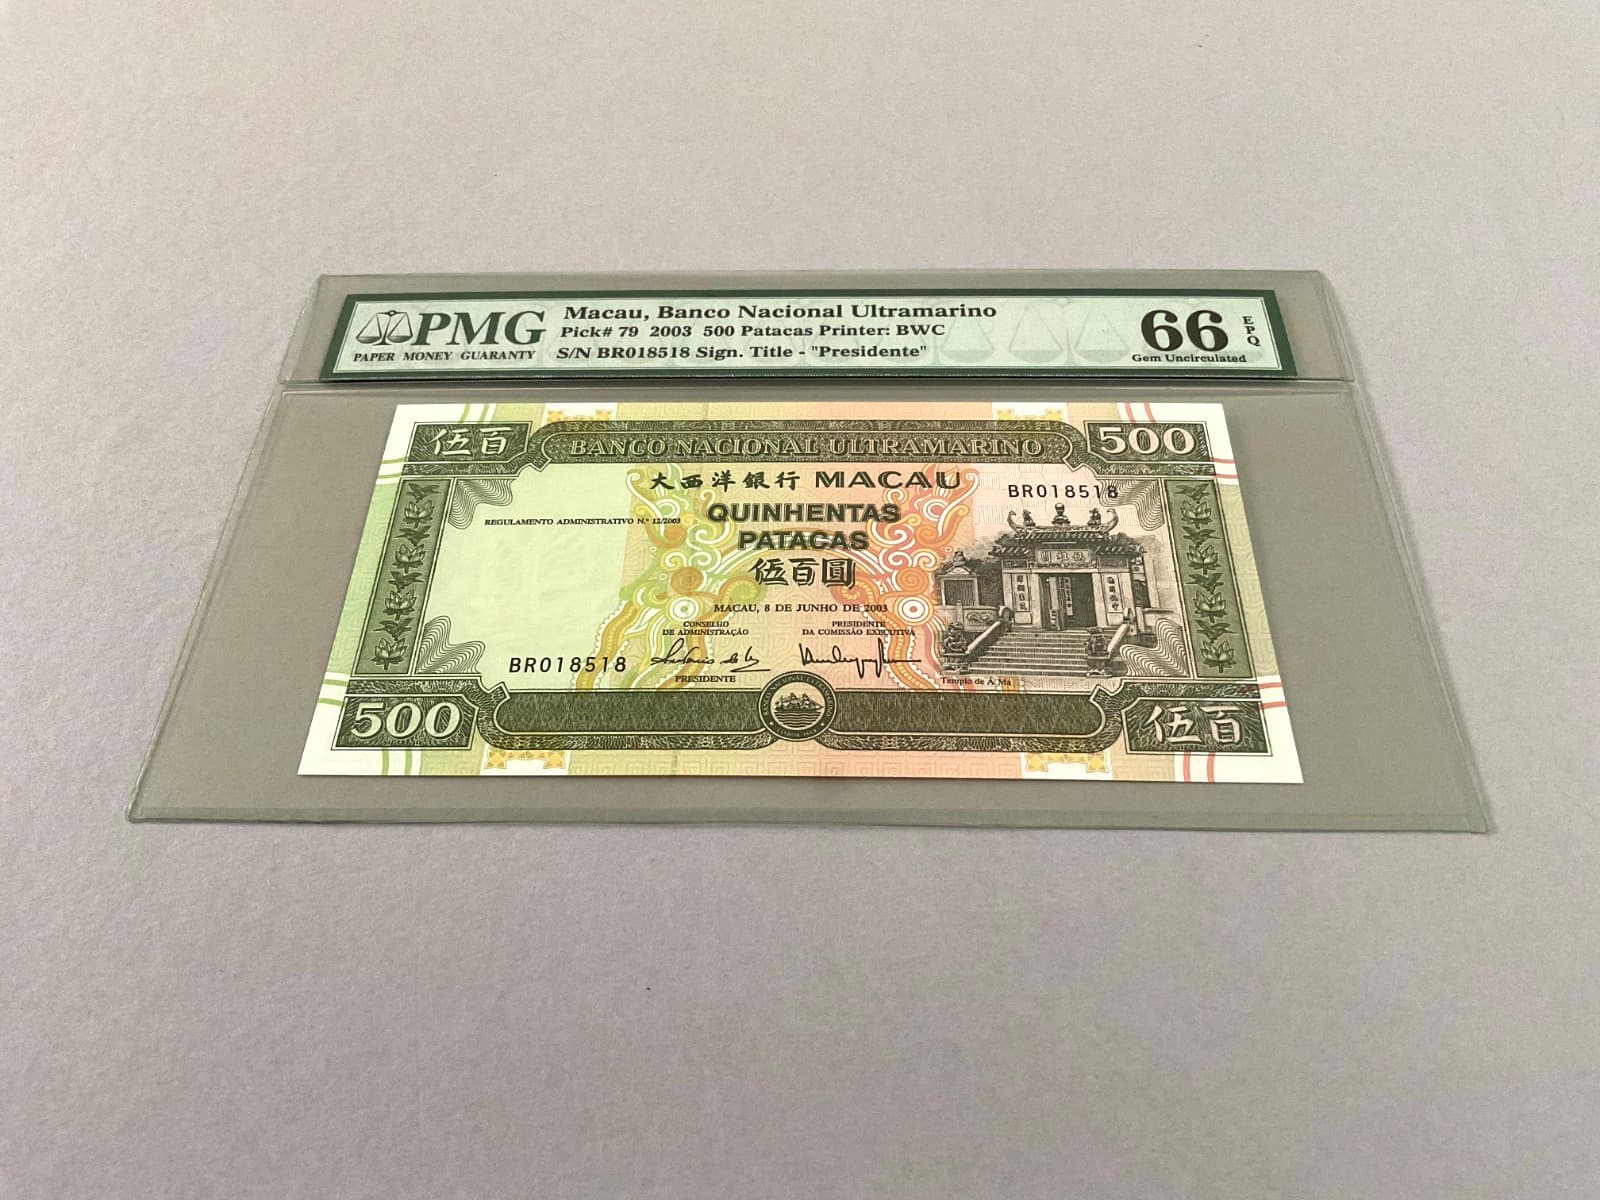 PMG
PAPER MONEY GUARANTY
Macau, Banco Nacional Ultramarino
Pick# 79 2003 500 Patacas Printer: BWC
S/N BR018518 Sign. Title - "Presidente"
66
EPQ
Gem Uncirculated
伍百
BANCO NACIONAL ULTRAMARINO
500
大西洋銀行 MACAU
BR018518
REGULAMENTO ADMINISTRATIVO N.º 12/2003
QUINHENTAS
PATACAS
伍百圓
MACAU, 8 DE JUNHO DE 2003
CONSELHO
DE ADMINISTRAÇÃO
PRESIDENTE
DA COMISSÃO EXECUTIVA
BR018518
PRESIDENTE
Templo de Á Má
500
伍百